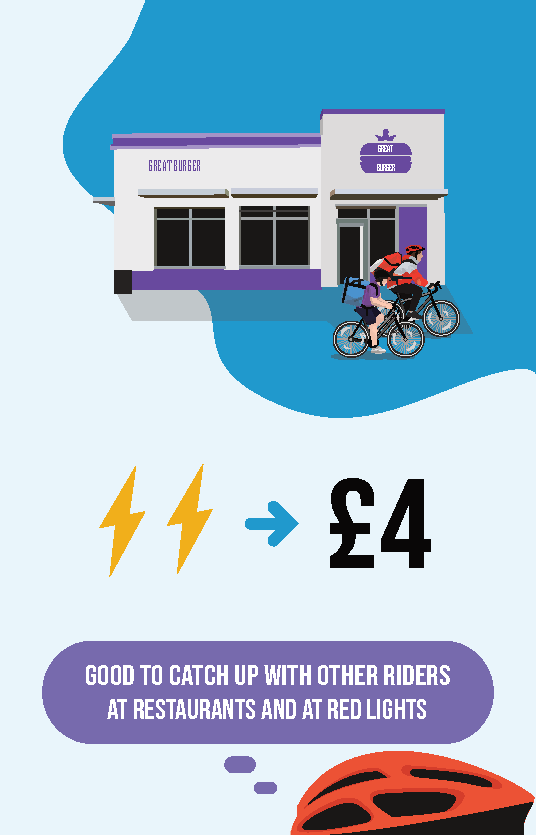 GREAT BURGER
GREAT
BURGER
£4
GOOD TO CATCH UP WITH OTHER RIDERS
AT RESTAURANTS AND AT RED LIGHTS